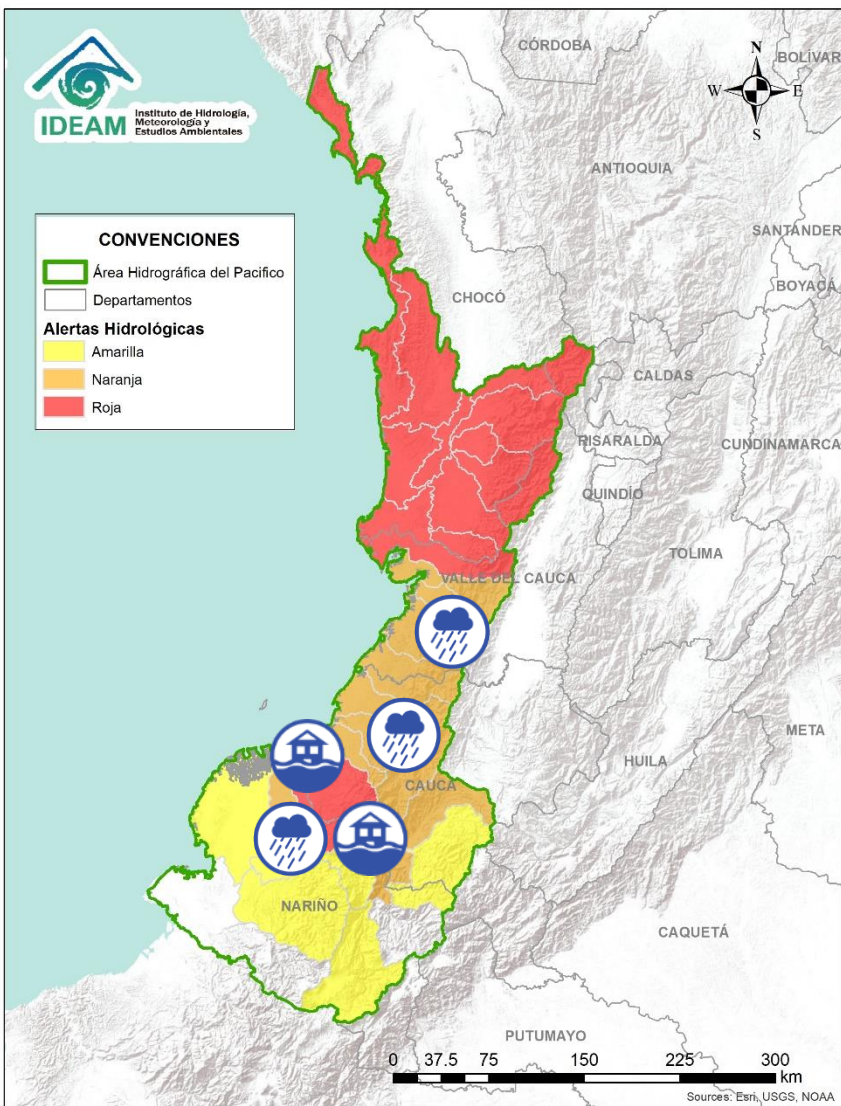 IDEAM
Instituto de Hidrología,
Meteorología y
Estudios Ambientales
CÓRDOBA
BOLÍVAR
N
W
E
S
ANTIOQUIA
SANTÁNDER
BOYACÁ
CONVENCIONES
Área Hidrográfica del Pacifico
Departamentos
Alertas Hidrológicas
Amarilla
Naranja
Roja
CHOCÓ
CALDAS
RISARALDA
CUNDINAMARCA
QUINDÍO
TOLIMA
VALLE DEL CAUCA
META
HUILA
CAUCA
NARIÑO
CAQUETÁ
PUTUMAYO
0 37.5 75 150 225 300
km
Sources: Esri, USGS, NOAA